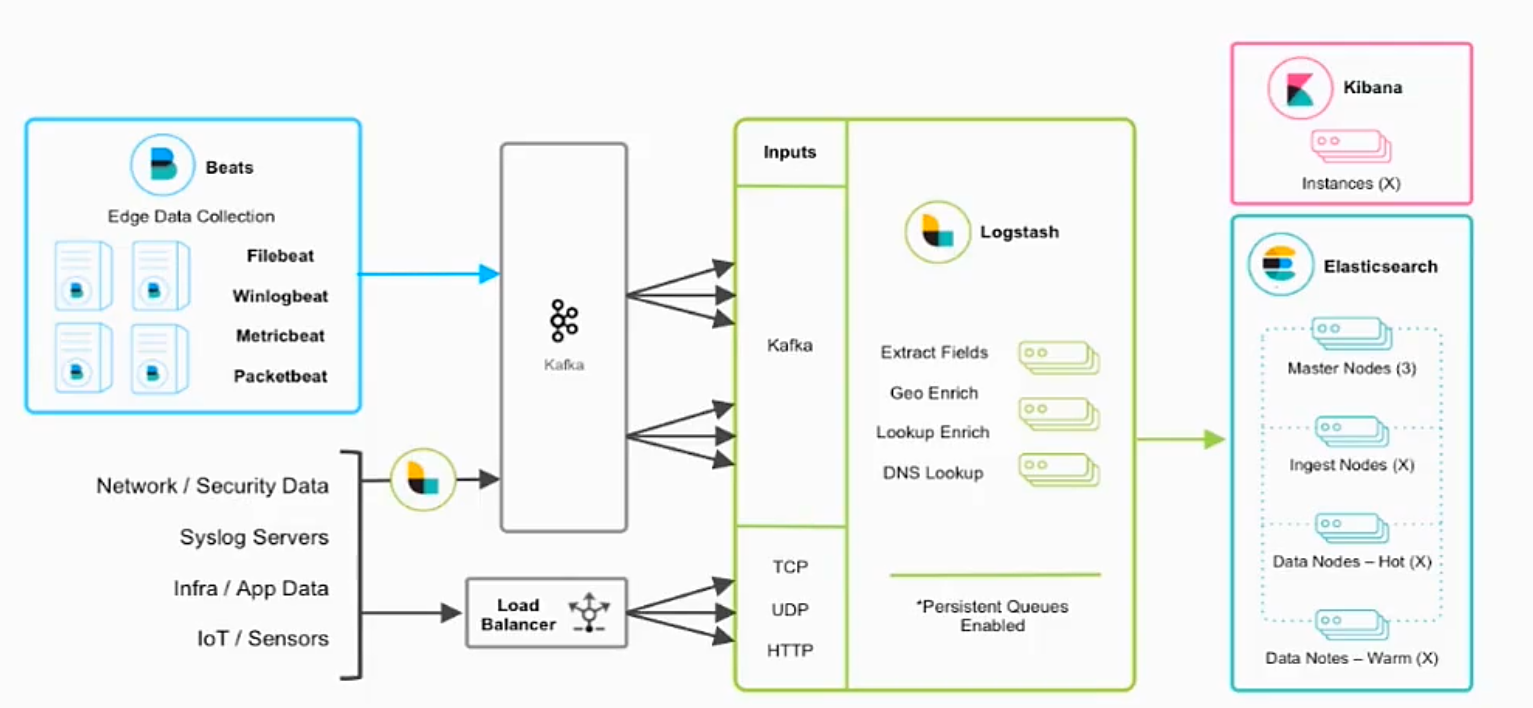 Beats
Edge Data Collection
Filebeat
Winlogbeat
Metricbeat
Packetbeat
Network / Security Data
Syslog Servers
Infra / App Data
IoT / Sensors
Kafka
Load
Balancer
Inputs
Kafka
TCP
UDP
HTTP
Logstash
Extract Fields
Geo Enrich
Lookup Enrich
DNS Lookup
*Persistent Queues
Enabled
Kibana
Instances (X)
Elasticsearch
Master Nodes (3)
Ingest Nodes (X)
Data Nodes – Hot (X)
Data Notes – Warm (X)